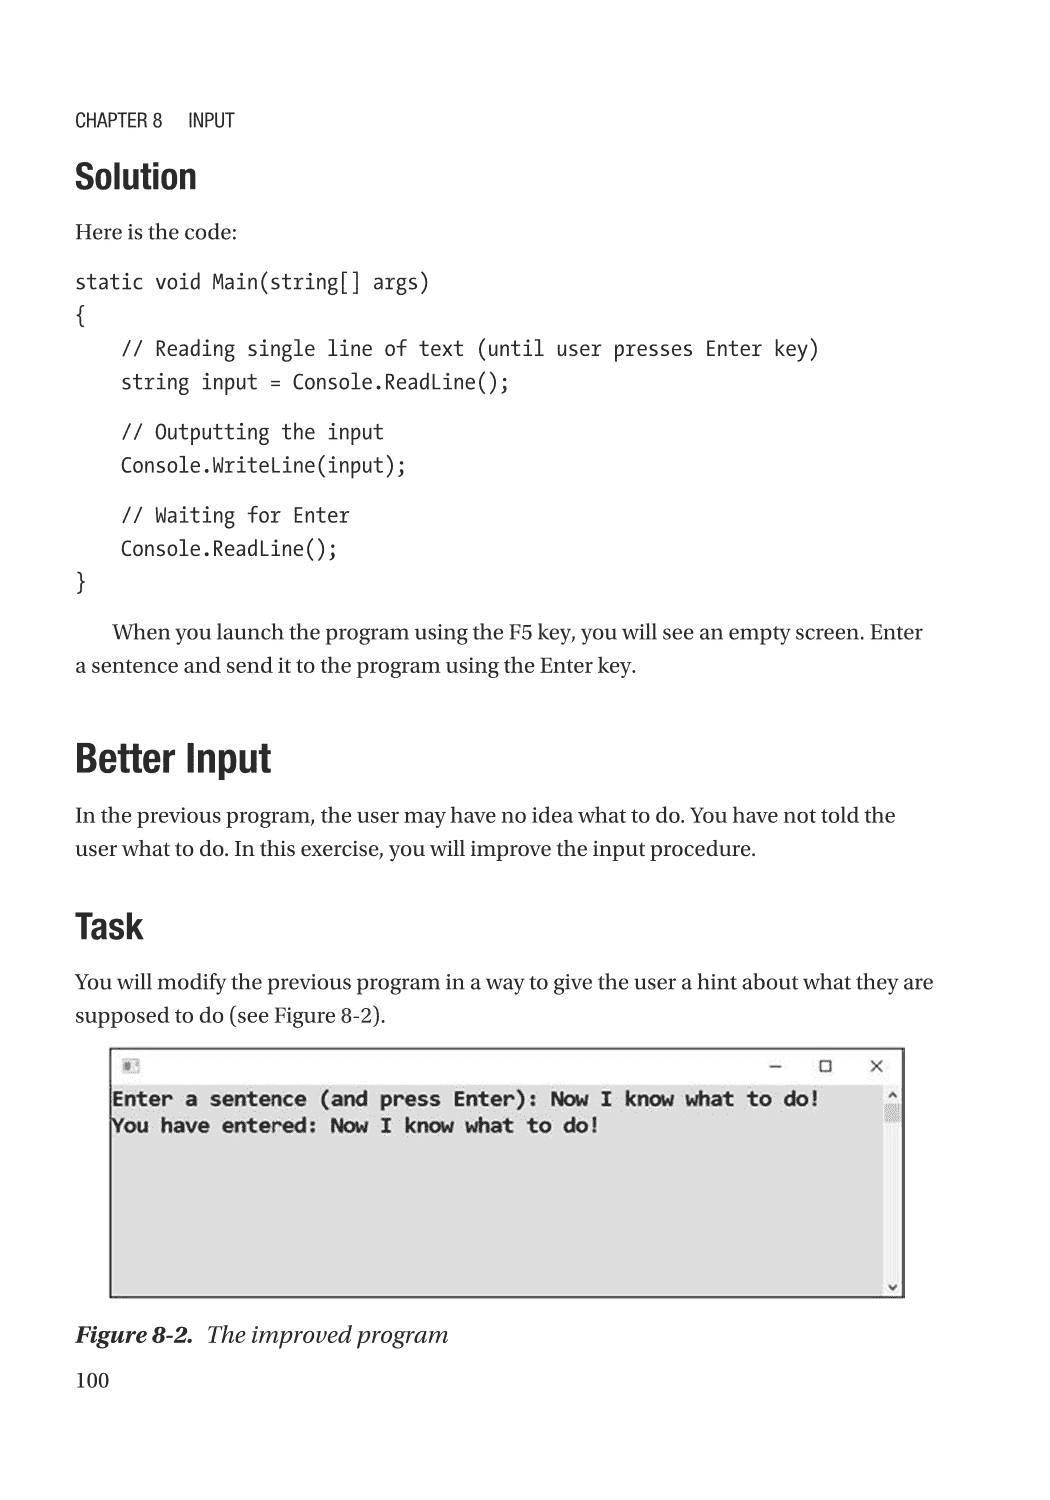 CHAPTER 8 INPUT
Solution
Here is the code:
static void Main(string[] args)
{
// Reading single line of text (until user presses Enter key)
string input = Console.ReadLine();
// Outputting the input
Console.WriteLine(input);
// Waiting for Enter
Console.ReadLine();
}
When you launch the program using the F5 key, you will see an empty screen. Enter
a sentence and send it to the program using the Enter key.
Better Input
In the previous program, the user may have no idea what to do. You have not told the
user what to do. In this exercise, you will improve the input procedure.
Task
You will modify the previous program in a way to give the user a hint about what they are
supposed to do (see Figure 8-2).
Enter a sentence (and press Enter): Now I know what to do!
You have entered: Now I know what to do!
Figure 8-2. The improved program
100